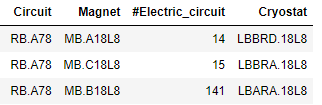 Circuit Magnet #Electric_circuit Cryostat
RB.A78 MB.A18L8 14 LBBRD.18L8
RB.A78 MB.C18L8 15 LBBRA.18L8
RB.A78 MB.B18L8 141 LBARA.18L8